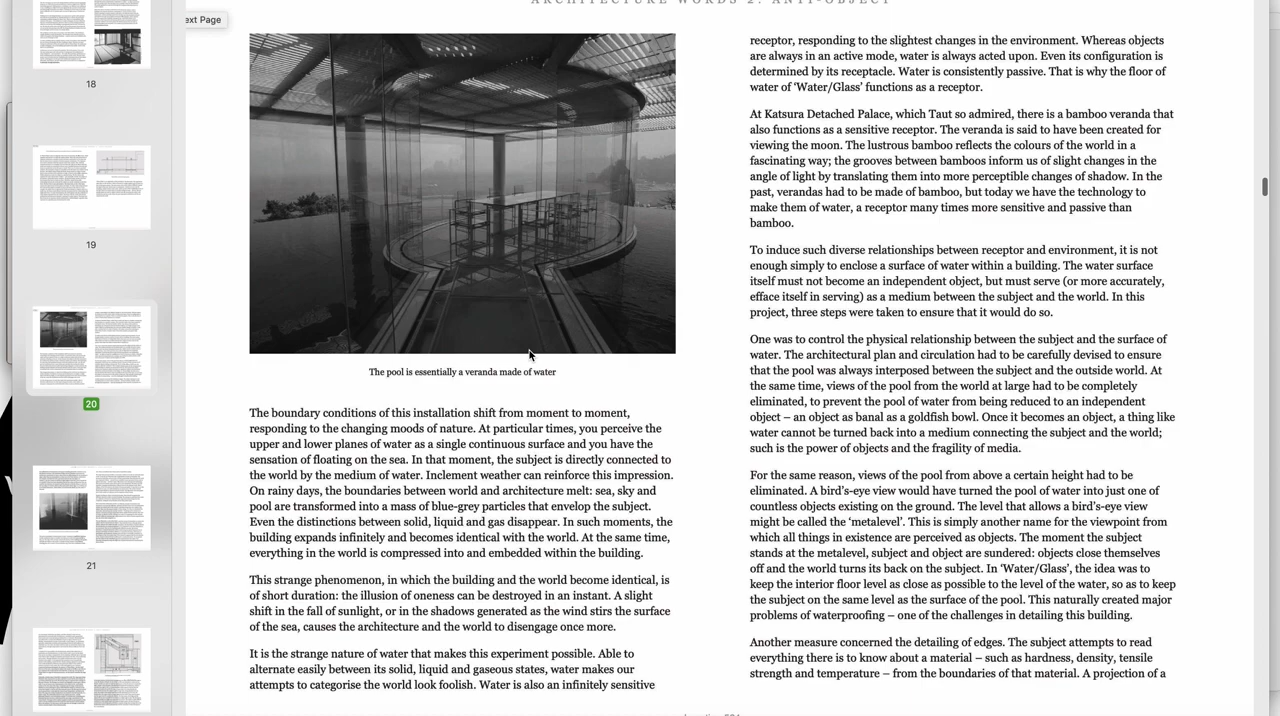 ARCHITECTURE WORDS 2: ANTI-OBJECT
ext Page
18
19
20
21
The pool is essentially a veranda made of water
The boundary conditions of this installation shift from moment to moment,
responding to the changing moods of nature. At particular times, you perceive the
upper and lower planes of water as a single continuous surface and you have the
sensation of floating on the sea. In that moment, the subject is directly connected to
the world by the medium of water. Inclement weather can reinforce this impression.
On rainy days, the boundaries between world and architecture melt: sea, sky and
pool are transformed into a mass of blue-grey particles that envelop the subject.
Even the distinctions between solid, liquid and gas vanish. At such moments, the
building expands infinitely and becomes identical with the world. At the same time,
everything in the world is compressed into and embedded within the building.
This strange phenomenon, in which the building and the world become identical, is
of short duration: the illusion of oneness can be destroyed in an instant. A slight
shift in the fall of sunlight, or in the shadows generated as the wind stirs the surface
of the sea, causes the architecture and the world to disengage once more.
It is the strange nature of water that makes this experiment possible. Able to
alternate easily between its solid, liquid and gaseous states, water makes our
attempts to categorise the world look foolish. Water is like an infinitely sensitive
receptor, responding to the slightest changes in the environment. Whereas objects
are always in an active mode, water is always acted upon. Even its configuration is
determined by its receptacle. Water is consistently passive. That is why the floor of
water of ‘Water/Glass’ functions as a receptor.
At Katsura Detached Palace, which Taut so admired, there is a bamboo veranda that
also functions as a sensitive receptor. The veranda is said to have been created for
viewing the moon. The lustrous bamboo reflects the colours of the world in a
fascinating way; the grooves between bamboos inform us of slight changes in the
angle of light by translating them into more perceptible changes of shadow. In the
past, verandas had to be made of bamboo, but today we have the technology to
make them of water, a receptor many times more sensitive and passive than
bamboo.
To induce such diverse relationships between receptor and environment, it is not
enough simply to enclose a surface of water within a building. The water surface
itself must not become an independent object, but must serve (or more accurately,
efface itself in serving) as a medium between the subject and the world. In this
project, three steps were taken to ensure that it would do so.
One was to control the physical relationship between the subject and the surface of
water. The architectural plan and circulation had to be carefully devised to ensure
that the pool was always interposed between the subject and the outside world. At
the same time, views of the pool from the world at large had to be completely
eliminated, to prevent the pool of water from being reduced to an independent
object – an object as banal as a goldfish bowl. Once it becomes an object, a thing like
water cannot be turned back into a medium connecting the subject and the world;
such is the power of objects and the fragility of media.
By the same token, views of the pool from above a certain height had to be
eliminated. A bird’s-eye view would have turned the pool of water into just one of
countless objects existing on the ground. The level that allows a bird’s-eye view
might be called the metalevel. This is simply another name for the viewpoint from
which all things in existence are perceived as objects. The moment the subject
stands at the metalevel, subject and object are sundered: objects close themselves
off and the world turns its back on the subject. In ‘Water/Glass’, the idea was to
keep the interior floor level as close as possible to the level of the water, so as to keep
the subject on the same level as the surface of the pool. This naturally created major
problems of waterproofing – one of the challenges in detailing this building.
Another measure concerned the detailing of edges. The subject attempts to read
everything there is to know about a material – such as hardness, density, tensile
strength and temperature – from the boundaries of that material. A projection of a